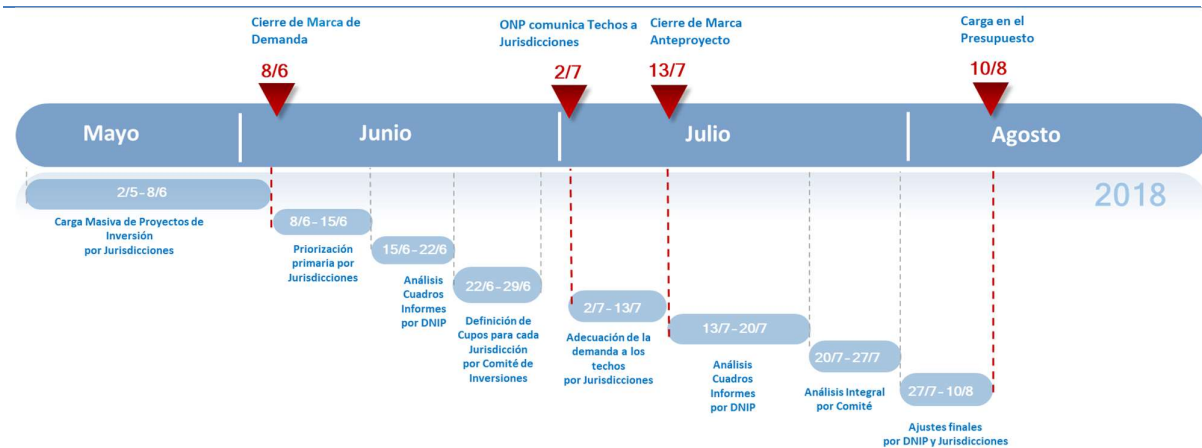 Cierre de Marca de
Demanda
8/6
ONP comunica Techos a
Jurisdicciones
2/7
Cierre de Marca
Anteproyecto
13/7
Carga en el
Presupuesto
10/8
Mayo
Junio
Julio
Agosto
2018
2/5-8/6
Carga Masiva de Proyectos de
Inversión
por Jurisdicciones
8/6-15/6
Priorización
primaria por
Jurisdicciones
15/6-22/6
Análisis
Cuadros
Informes
por DNIP
22/6-29/6
Definición de
Cupos para cada
Jurisdicción
por Comité de
Inversiones
2/7-13/7
Adecuación de la
demanda a los
techos
por Jurisdicciones
13/7-20/7
Análisis
Cuadros
Informes
por DNIP
20/7-27/7
Análisis Integral
por Comité
27/7-10/8
Ajustes finales
por DNIP y Jurisdicciones